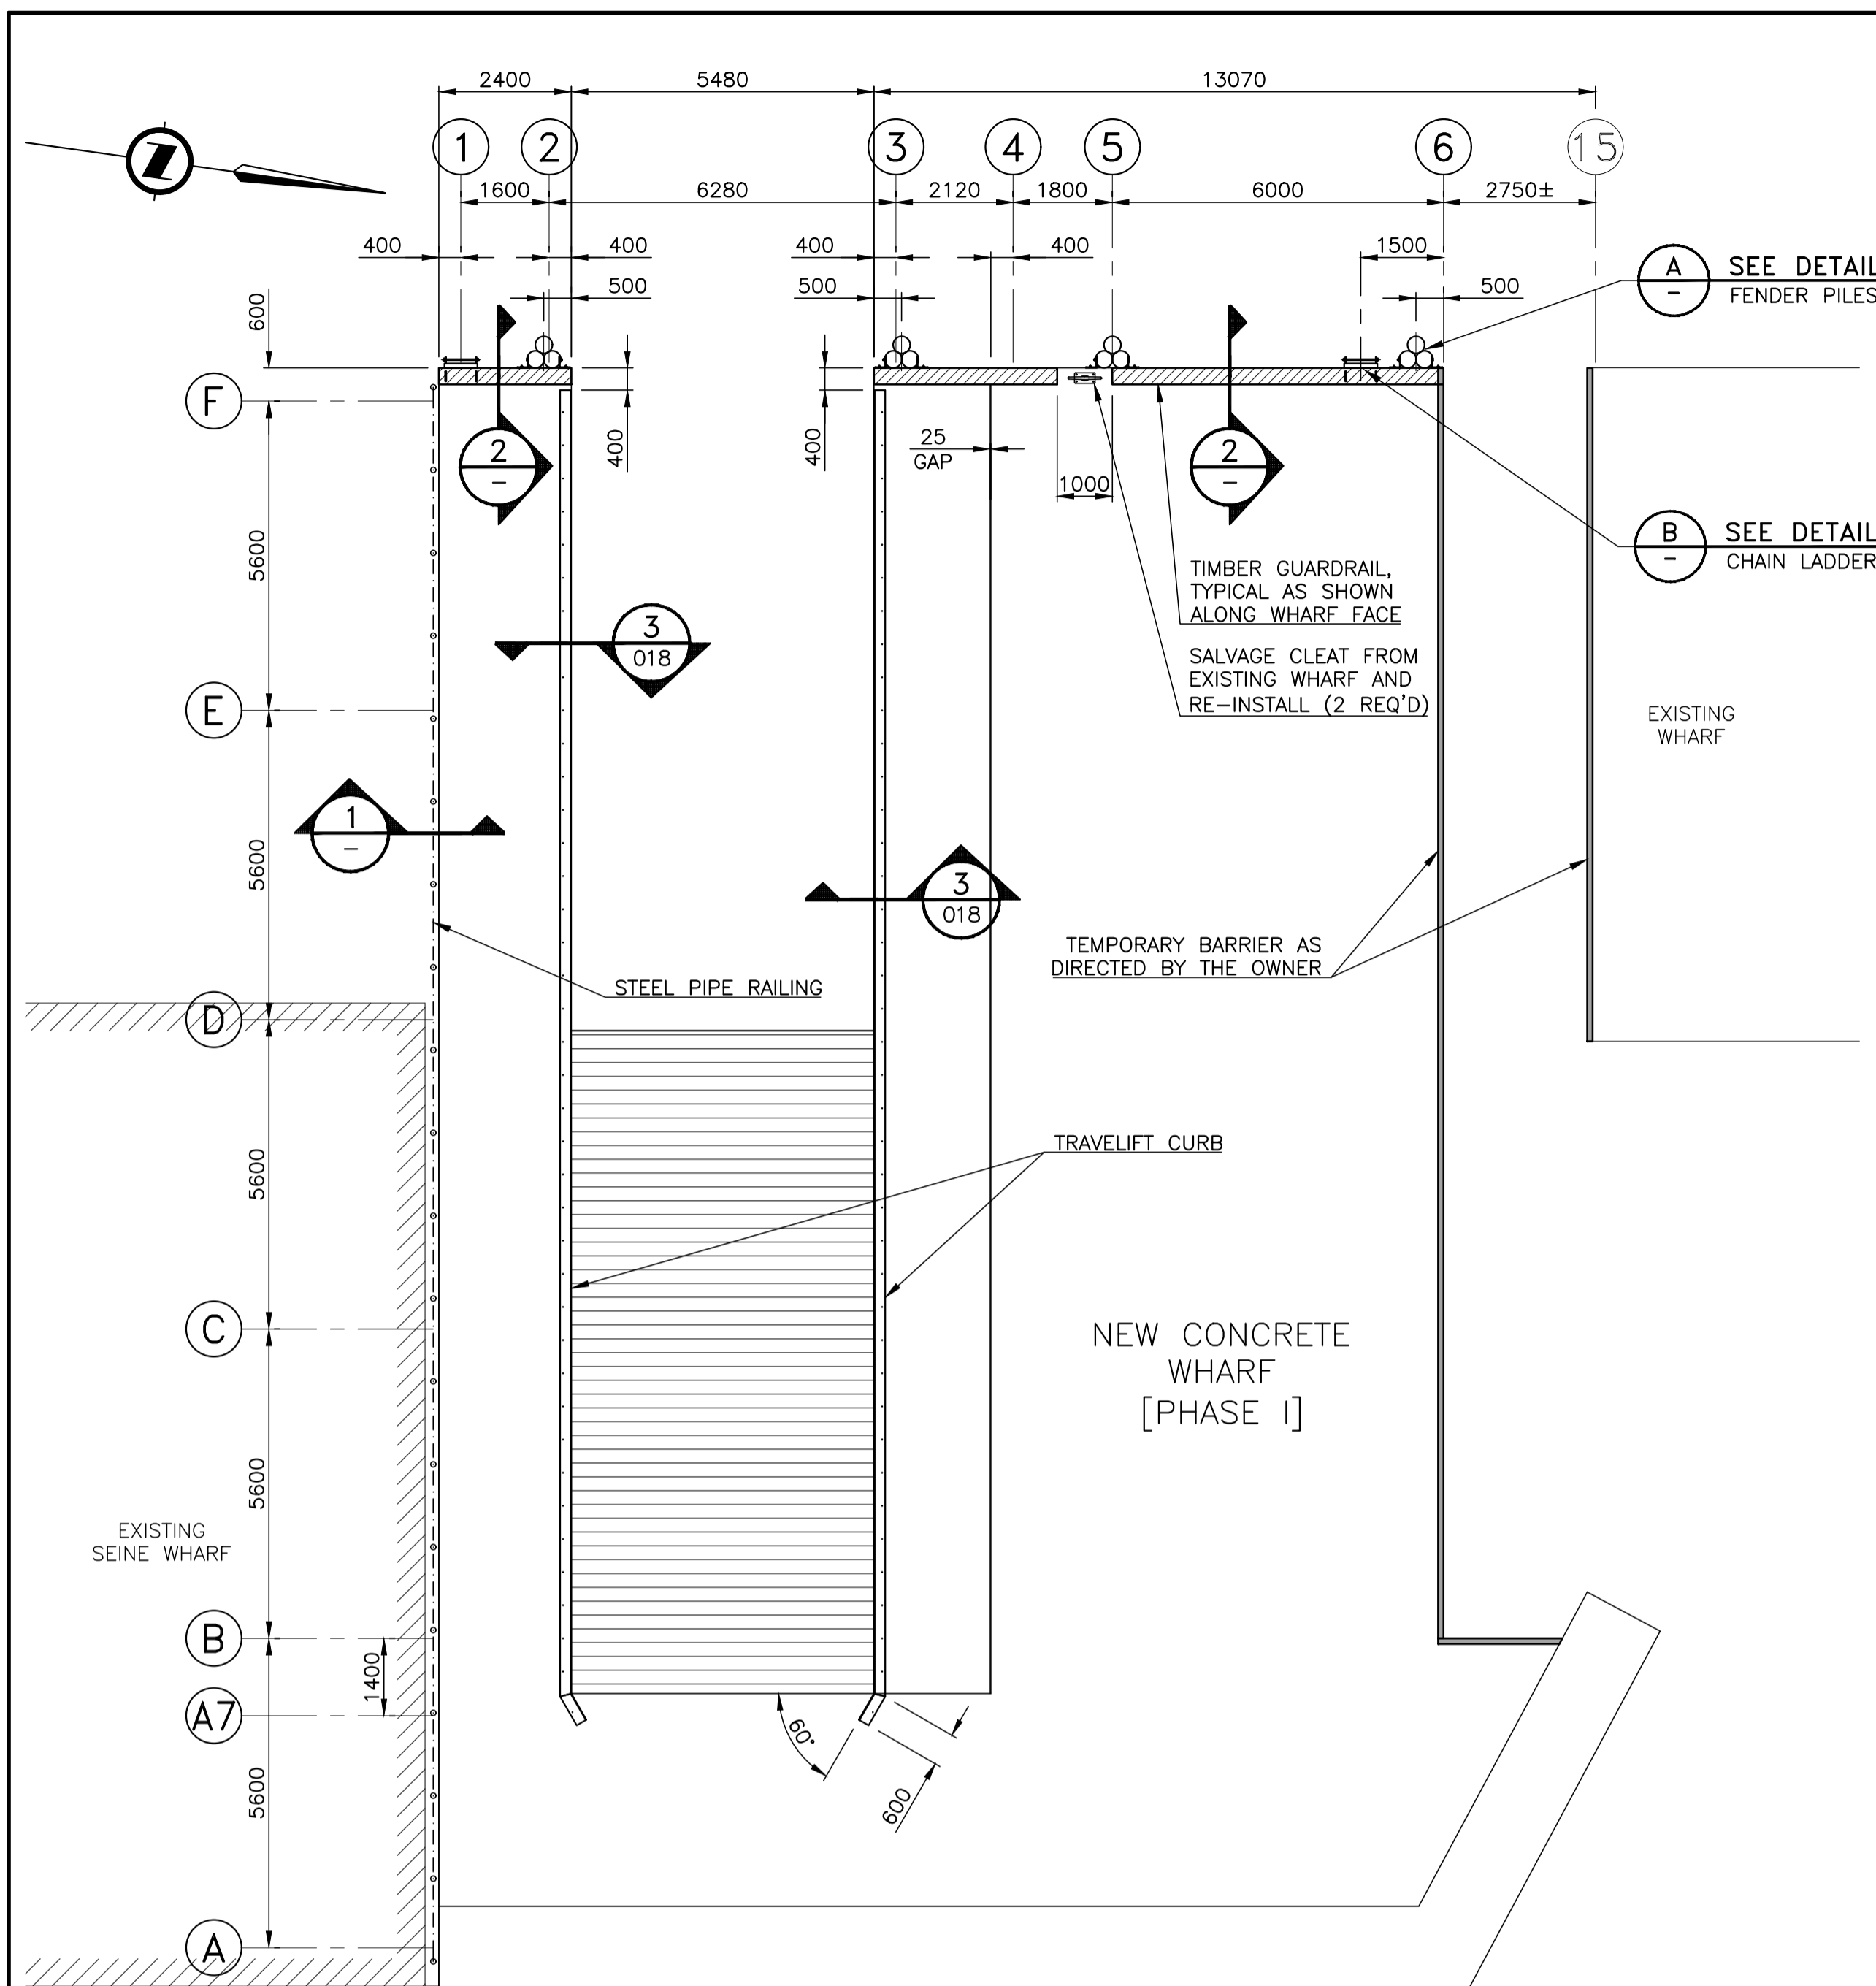 2400
5480
13070
1
2
3
4
5
6
15
1600
6280
2120
1800
6000
2750±
400
400
400
400
1500
500
500
500
600
A
-
SEE DETAIL
FENDER PILES
F
2
-
400
400
25
GAP
1000
2
-
B
-
SEE DETAIL
CHAIN LADDER
5600
TIMBER GUARDRAIL,
TYPICAL AS SHOWN
ALONG WHARF FACE
3
018
SALVAGE CLEAT FROM
EXISTING WHARF AND
RE-INSTALL (2 REQ'D)
E
EXISTING
WHARF
1
-
5600
3
018
TEMPORARY BARRIER AS
DIRECTED BY THE OWNER
STEEL PIPE RAILING
D
5600
TRAVELIFT CURB
C
NEW CONCRETE
WHARF
[PHASE I]
5600
EXISTING
SEINE WHARF
B
1400
A7
60°
600
5600
A